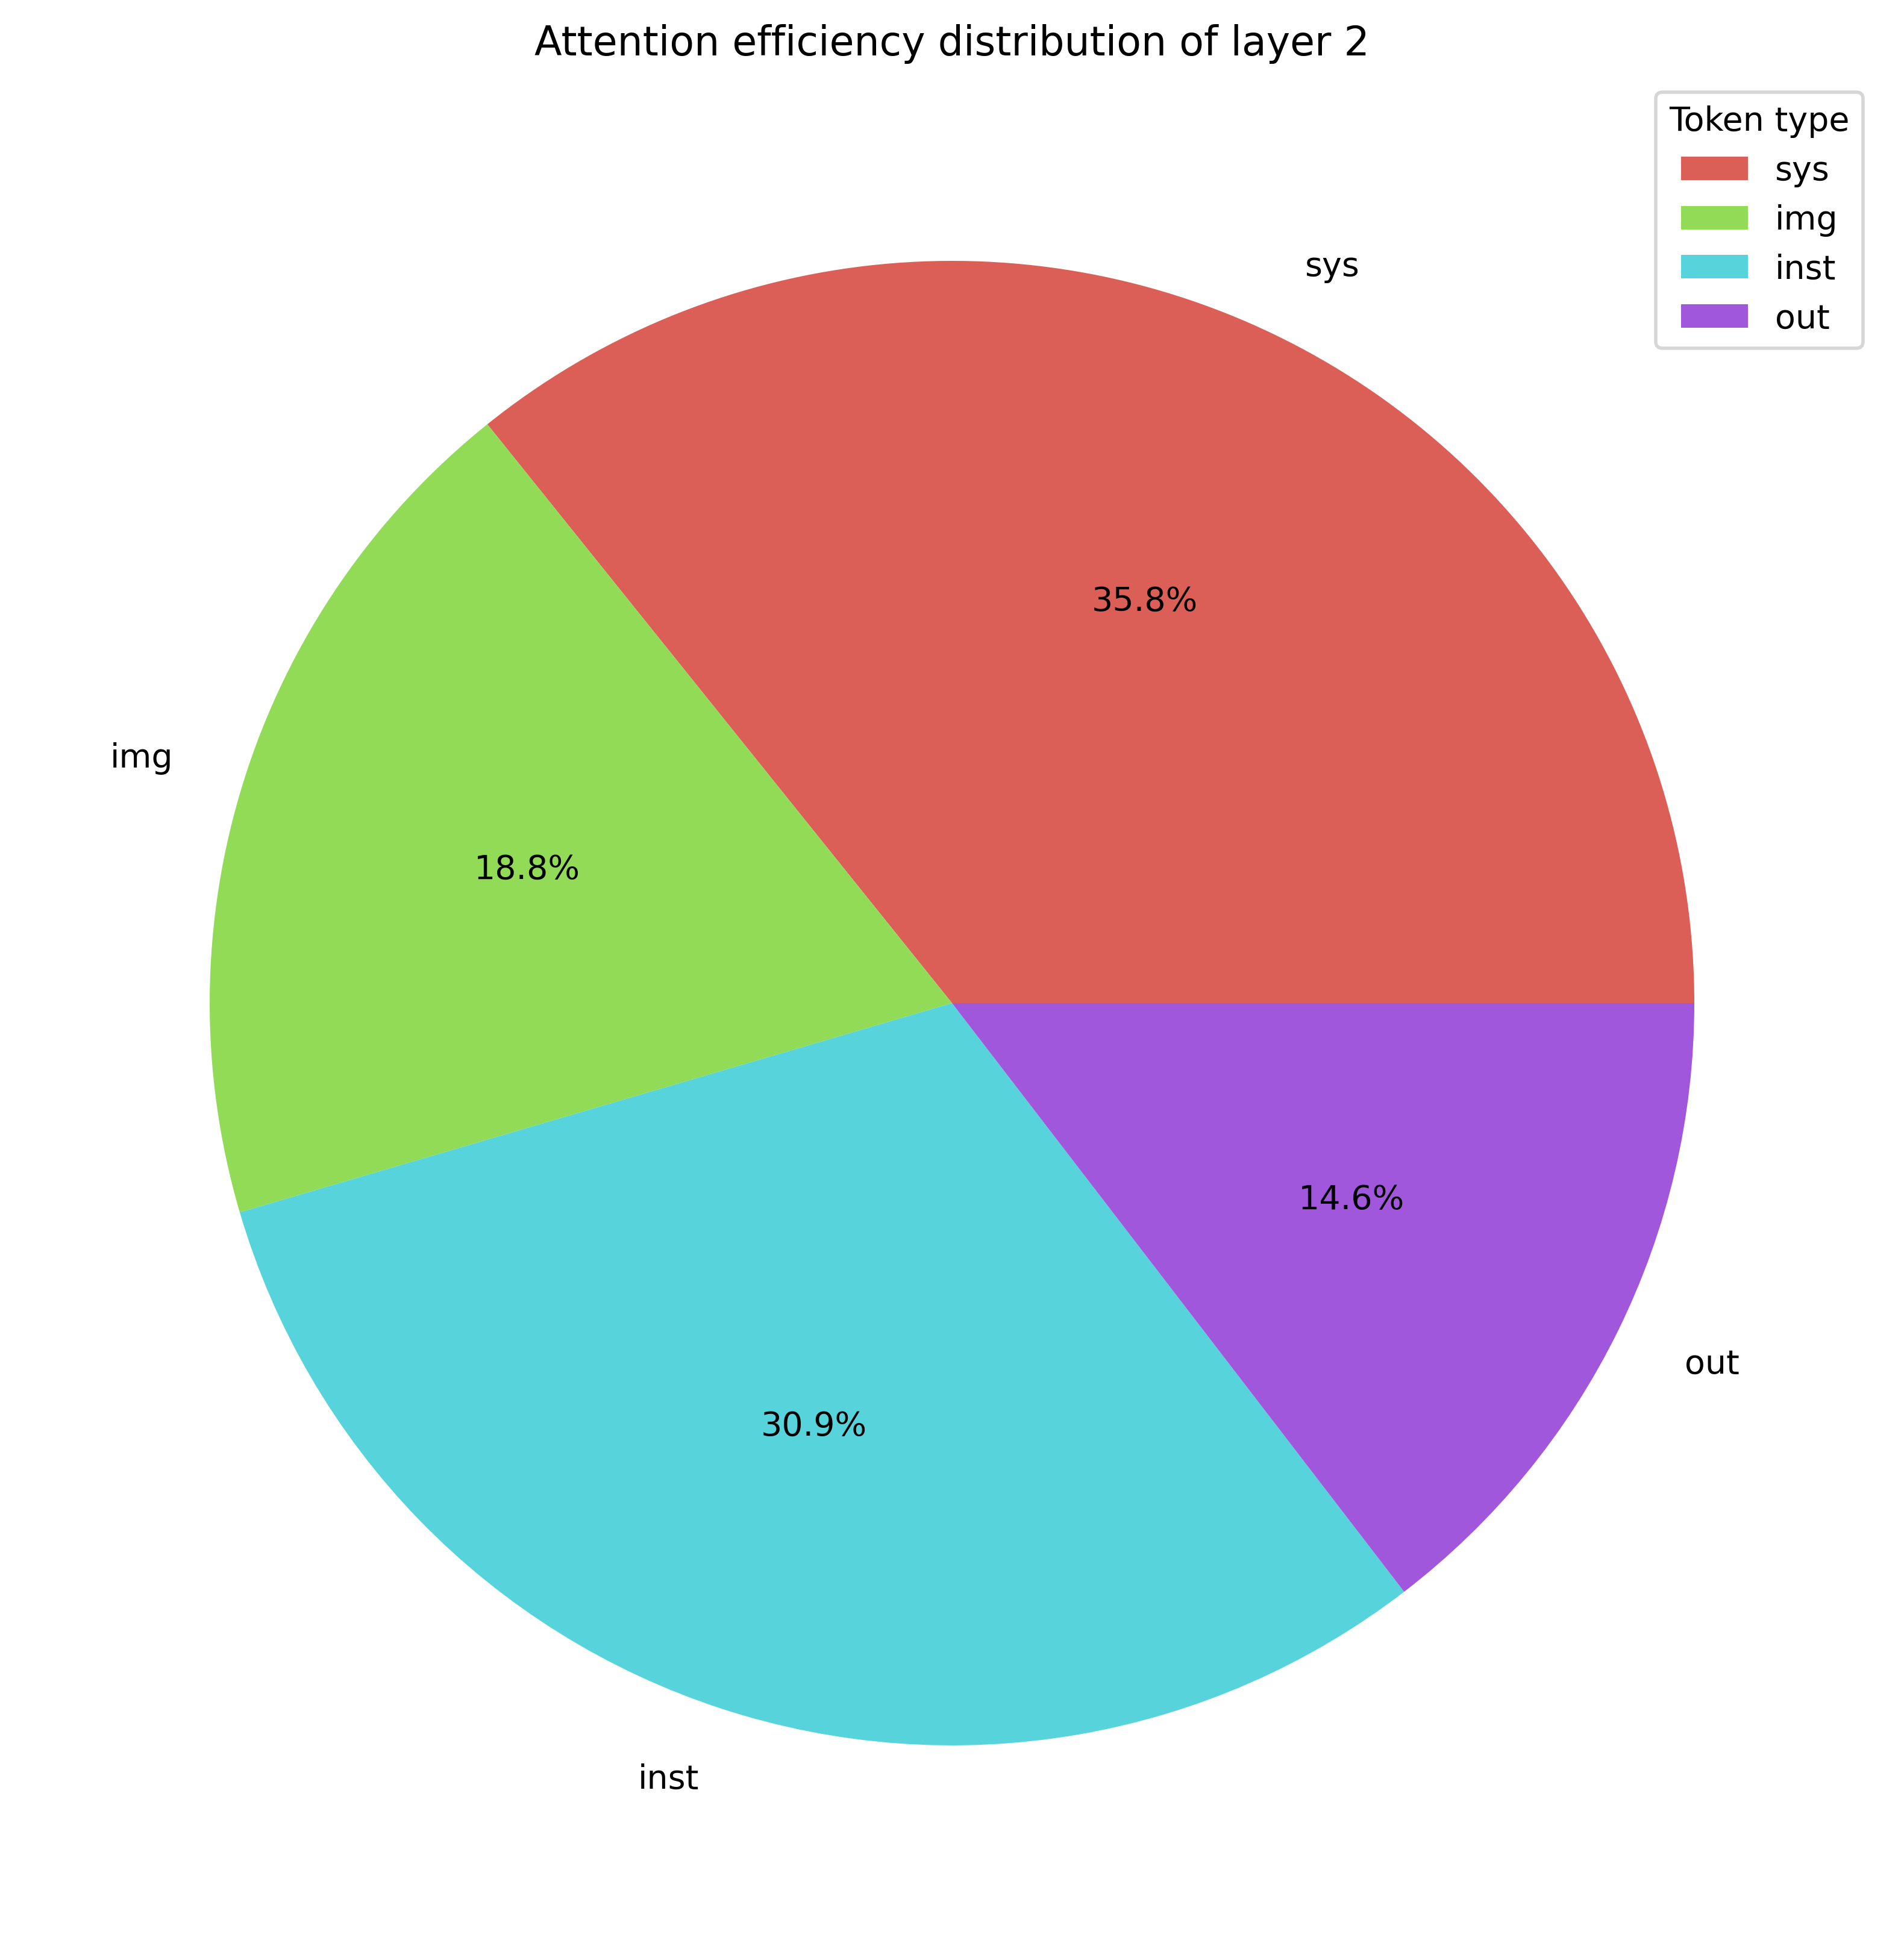 Attention efficiency distribution of layer 2
Token type
sys
img
inst
out
sys
35.8%
img
18.8%
14.6%
out
30.9%
inst